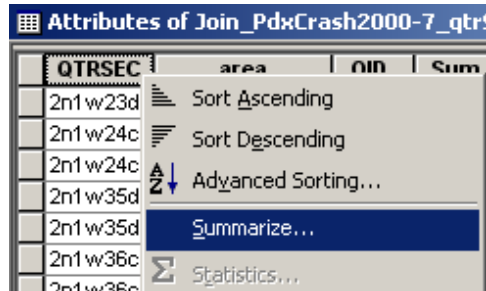 Attributes of Join_PdxCrash2000-7_qtrS
QTRSEC area OID Sum
2n1w23d Sort Ascending
2n1w24c Sort Descending
2n1w24c Advanced Sorting...
2n1w35d
2n1w35d Summarize...
2n1w36c Statistics...
2n1w36c